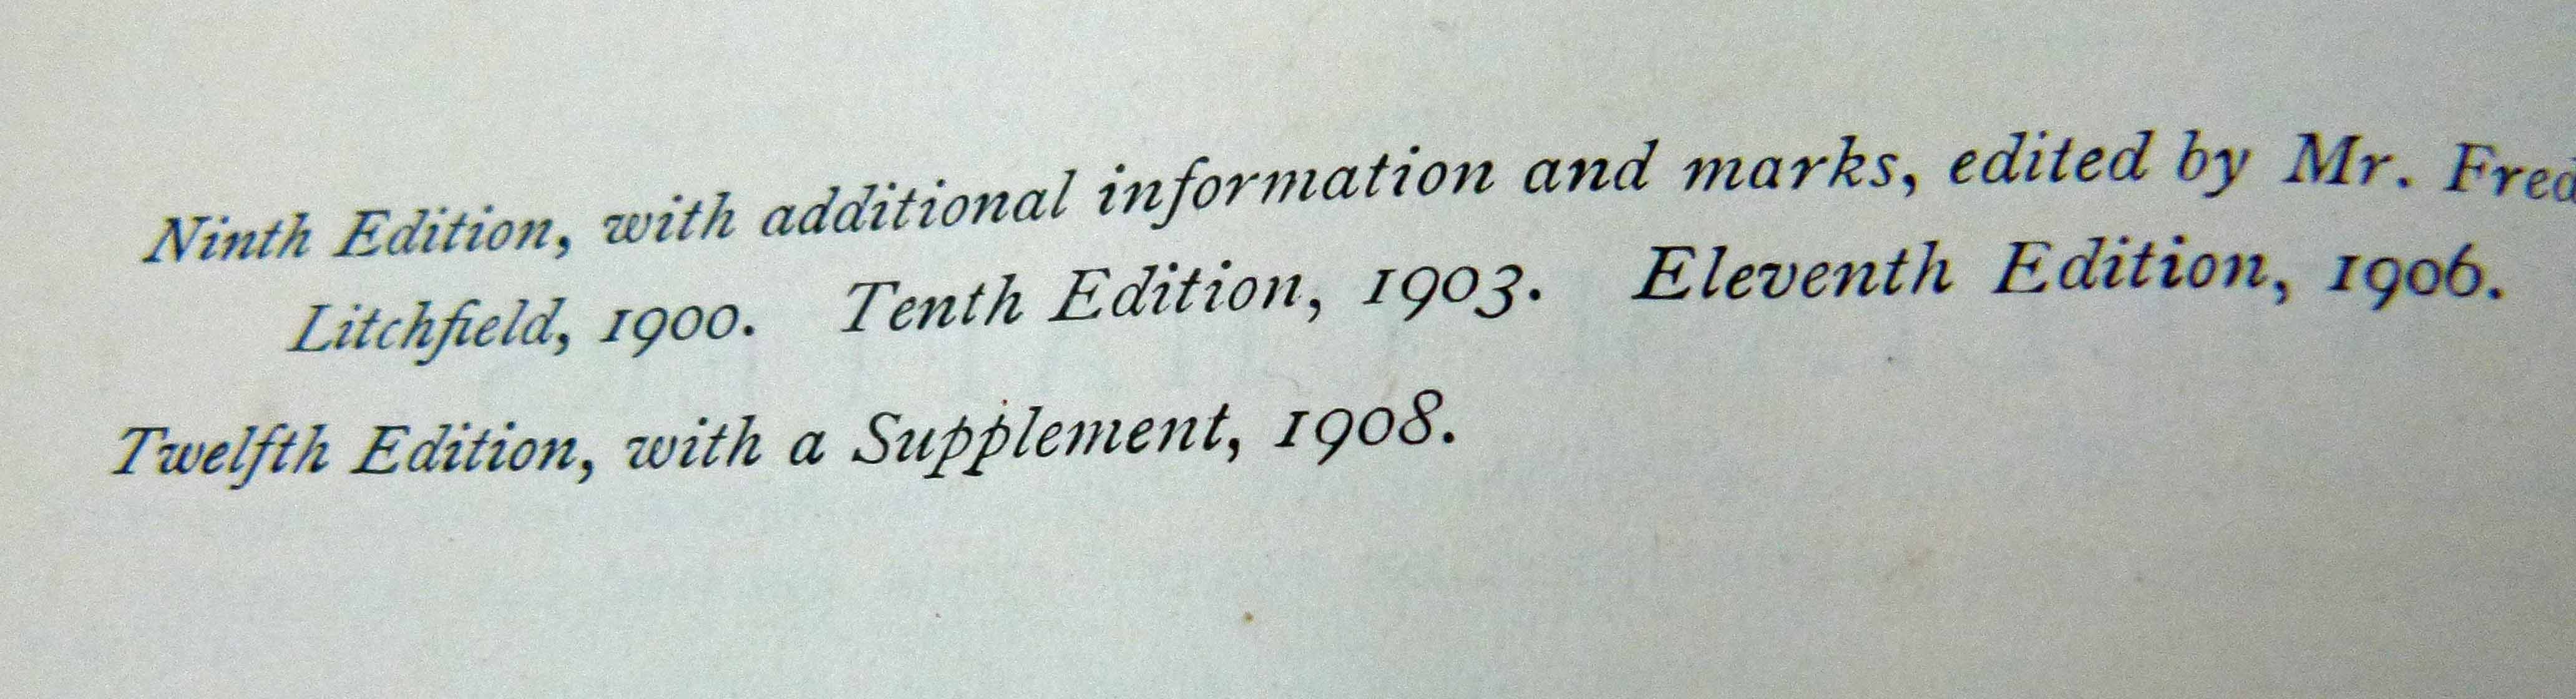 Ninth Edition, with additional information and marks, edited by Mr. Fred
Litchfield, 1900. Tenth Edition, 1903. Eleventh Edition, 1906.
Twelfth Edition, with a Supplement, 1908.